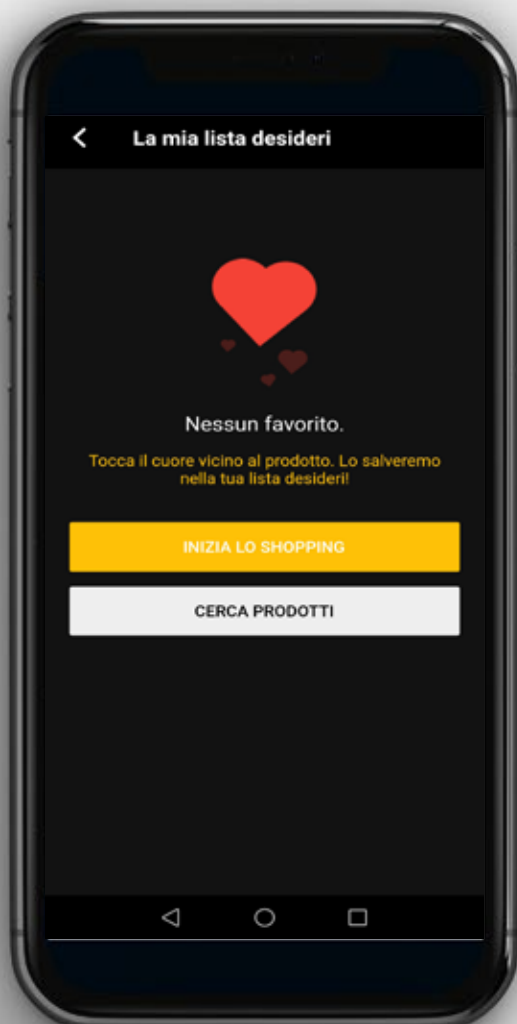 La mia lista desideri
Nessun favorito.
Tocca il cuore vicino al prodotto. Lo salveremo
nella tua lista desideri!
INIZIA LO SHOPPING
CERCA PRODOTTI